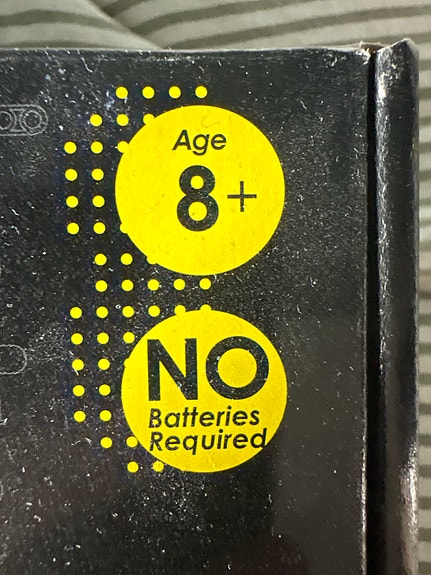 Age
8+
NO
Batteries
Required